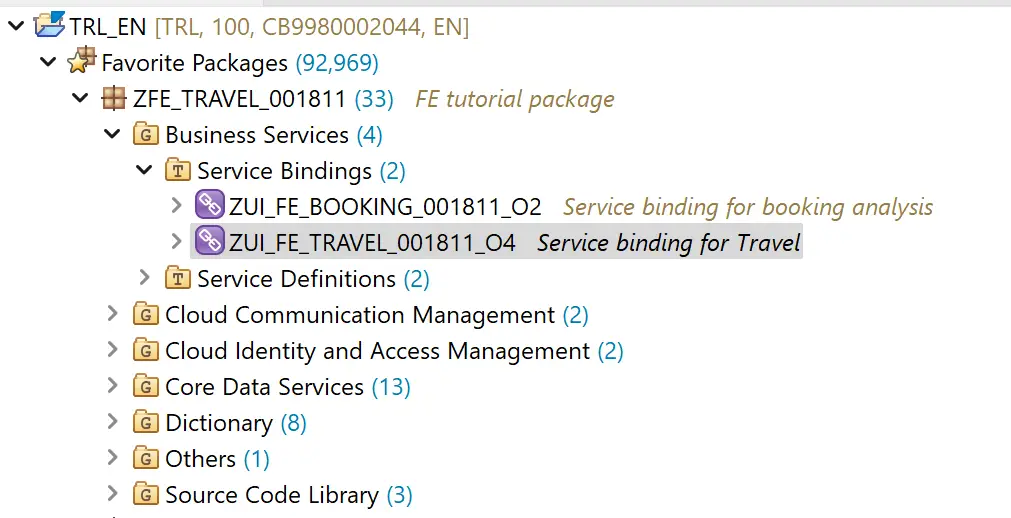 TRL_EN [TRL, 100, CB9980002044, EN]
Favorite Packages (92,969)
ZFE_TRAVEL_001811 (33) FE tutorial package
G Business Services (4)
T Service Bindings (2)
ZUI_FE_BOOKING_001811_O2 Service binding for booking analysis
ZUI_FE_TRAVEL_001811_O4 Service binding for Travel
T Service Definitions (2)
G Cloud Communication Management (2)
G Cloud Identity and Access Management (2)
G Core Data Services (13)
G Dictionary (8)
G Others (1)
G Source Code Library (3)